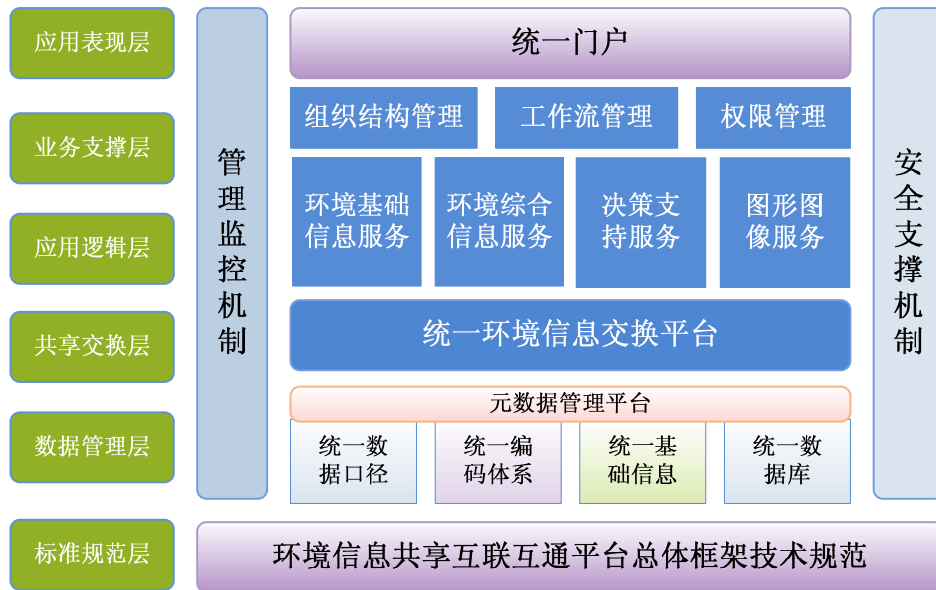 应用表现层
业务支撑层
应用逻辑层
共享交换层
数据管理层
标准规范层
管理监控机制
统一门户
组织结构管理
工作流管理
权限管理
环境基础
信息服务
环境综合
信息服务
决策支
持服务
图形图
像服务
统一环境信息交换平台
元数据管理平台
统一数
据口径
统一编
码体系
统一基
础信息
统一数
据库
安全支撑机制
环境信息共享互联互通平台总体框架技术规范